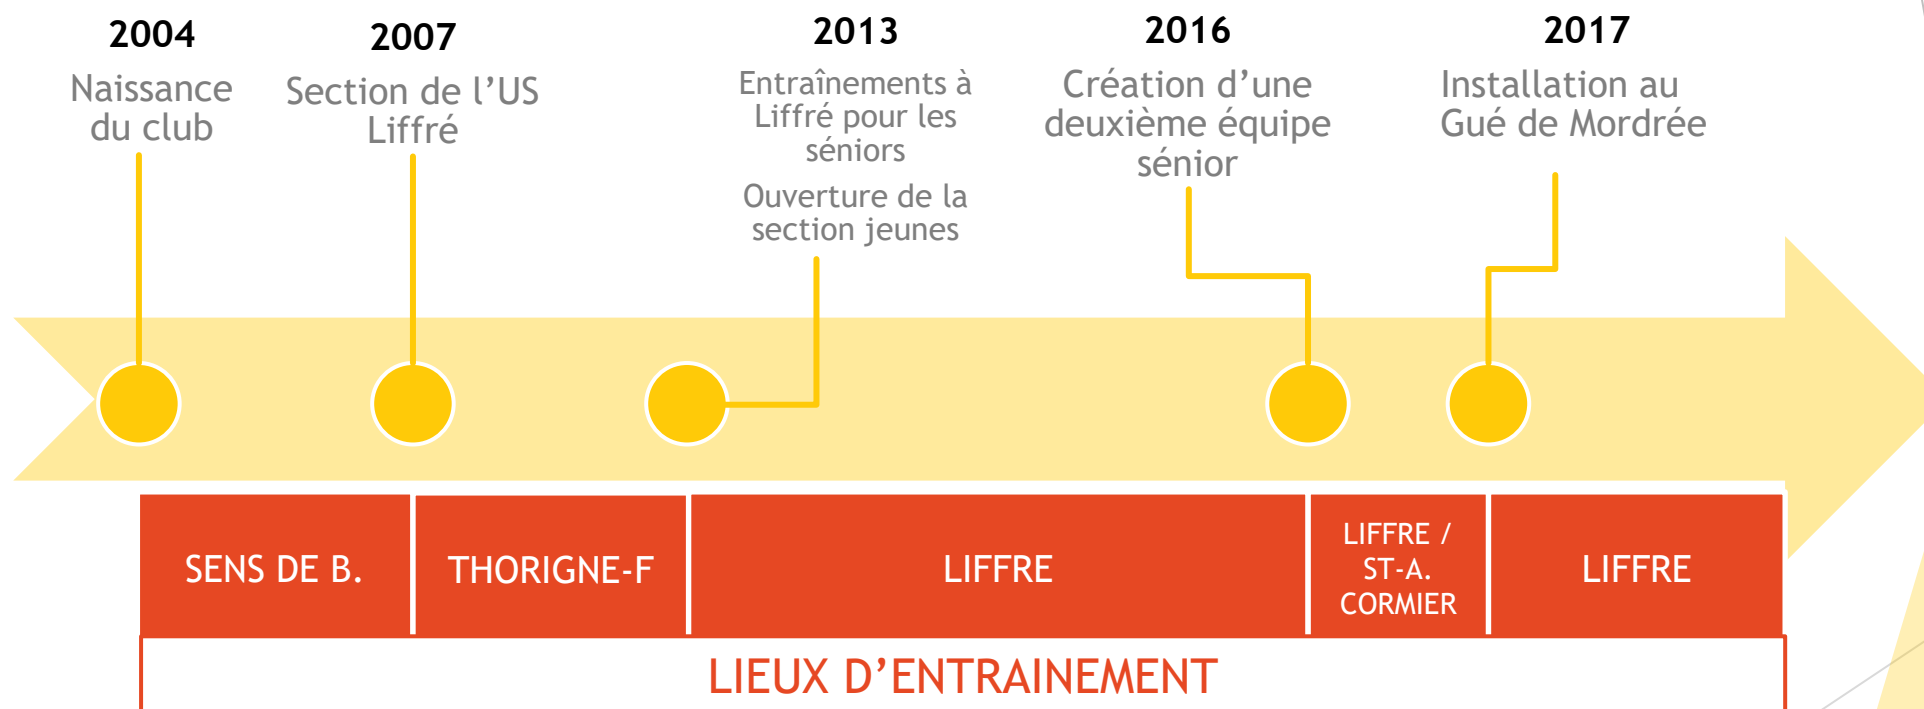 2004
Naissance
du club
2007
Section de l’US
Liffré
2013
Entraînements à
Liffré pour les
séniors
Ouverture de la
section jeunes
2016
Création d’une
deuxième équipe
sénior
2017
Installation au
Gué de Mordrée
SENS DE B.
THORIGNE-F
LIFFRE
LIFFRE /
ST-A.
CORMIER
LIFFRE
LIEUX D’ENTRAINEMENT